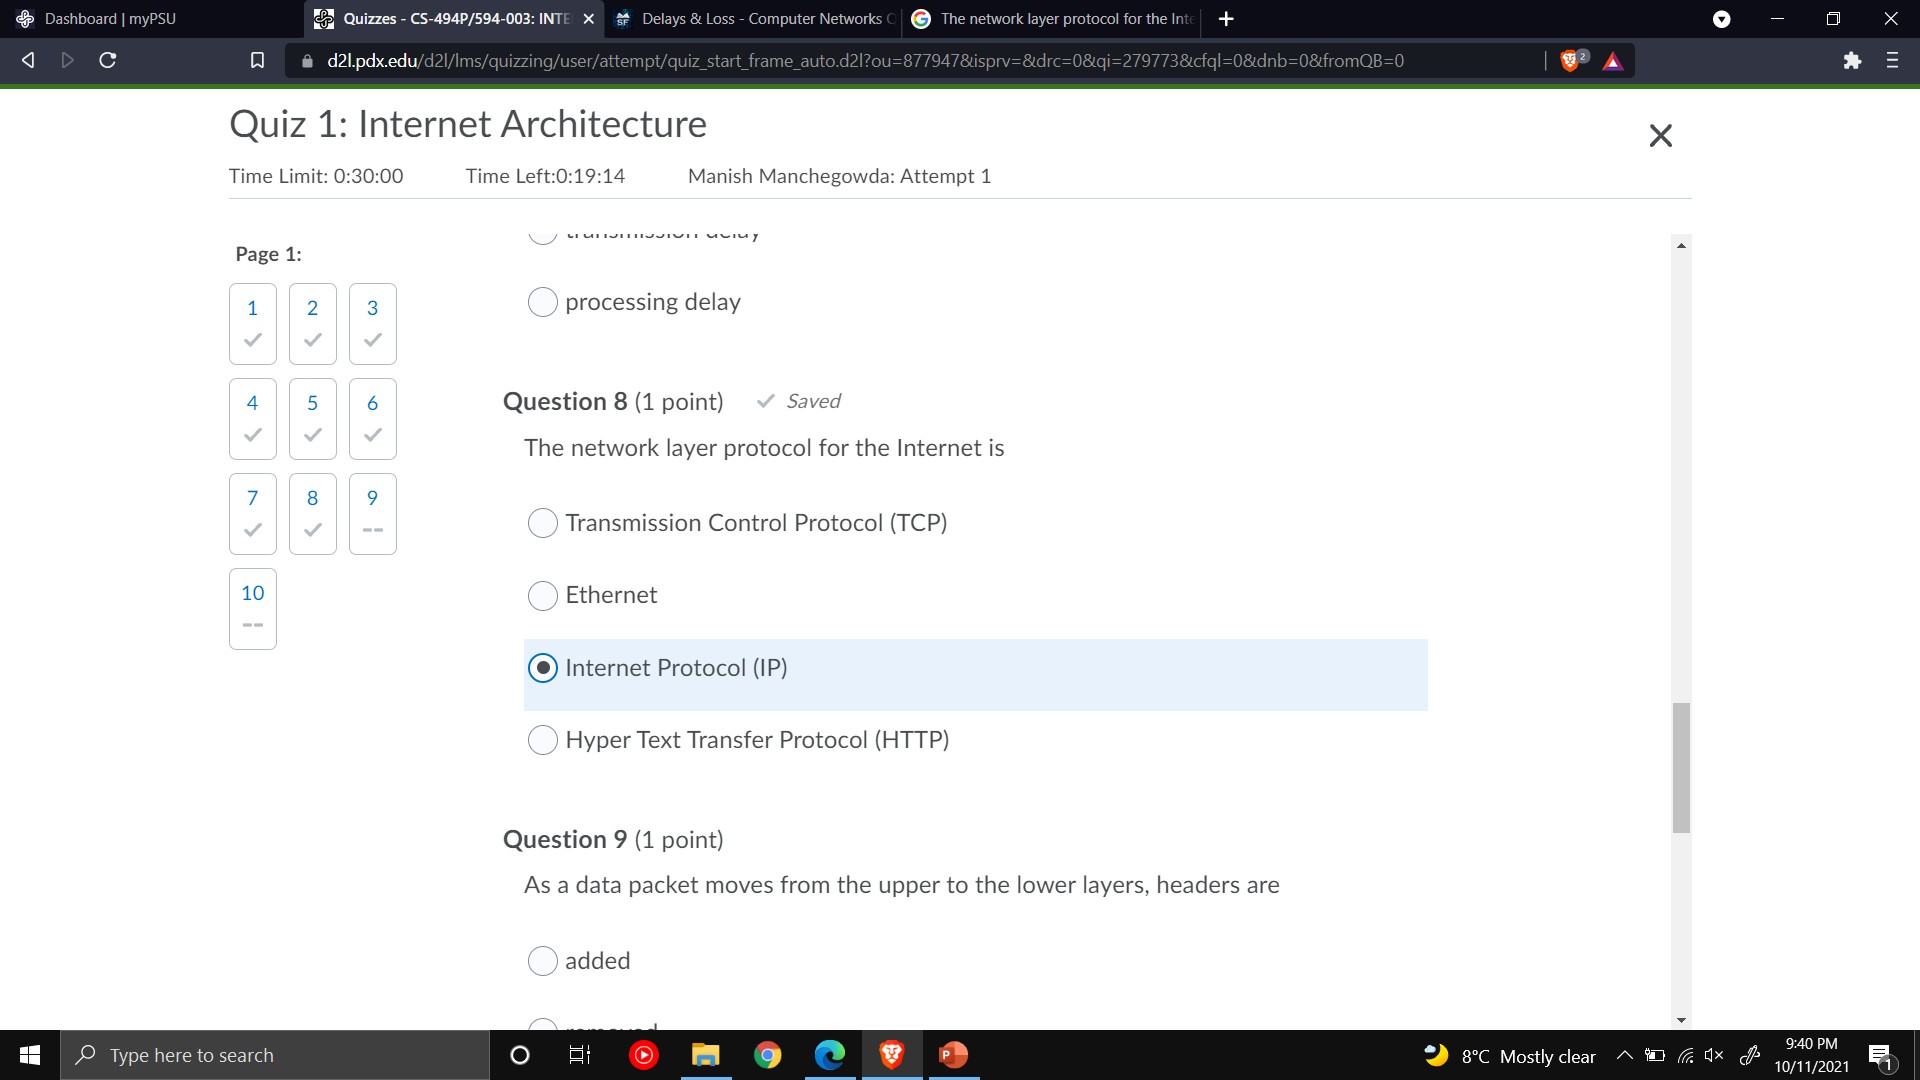 Dashboard | myPSU
Quizzes - CS-494P/594-003: INTE
Delays & Loss - Computer Networks Q
The network layer protocol for the Inte
d2l.pdx.edu/d2l/lms/quizzing/user/attempt/quiz_start_frame_auto.d2l?ou=877947&isprv=&drc=0&qi=279773&cfql=0&dnb=0&fromQB=0
2
Quiz 1: Internet Architecture
Time Limit: 0:30:00
Time Left:0:19:14
Manish Manchegowda: Attempt 1
Page 1:
1
2
3
4
5
6
7
8
9
--
10
--
transmission delay
processing delay
Question 8 (1 point)
Saved
The network layer protocol for the Internet is
Transmission Control Protocol (TCP)
Ethernet
Internet Protocol (IP)
Hyper Text Transfer Protocol (HTTP)
Question 9 (1 point)
As a data packet moves from the upper to the lower layers, headers are
added
removed
Type here to search
8°C Mostly clear
9:40 PM
10/11/2021
1